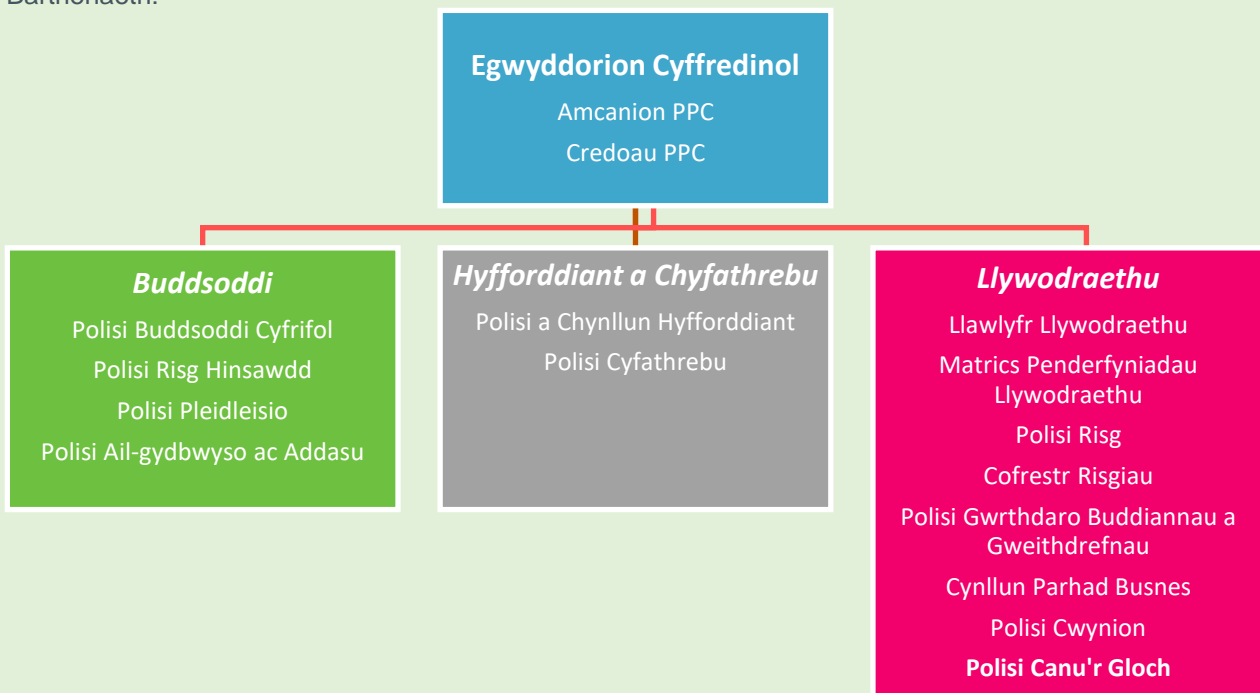 Egwyddorion Cyffredinol
Amcanion PPC
Credoau PPC
Buddsoddi
Polisi Buddsoddi Cyfrifol
Polisi Risg Hinsawdd
Polisi Pleidleisio
Polisi Ail-gydbwyso ac Addasu
Hyfforddiant a Chyfathrebu
Polisi a Chynllun Hyfforddiant
Polisi Cyfathrebu
Llywodraethu
Llawlyfr Llywodraethu
Matrics Penderfyniadau
Llywodraethu
Polisi Risg
Cofrestr Risgiau
Polisi Gwrthdaro Buddiannau a
Gweithdrefnau
Cynllun Parhad Busnes
Polisi Cwynion
Polisi Canu'r Gloch